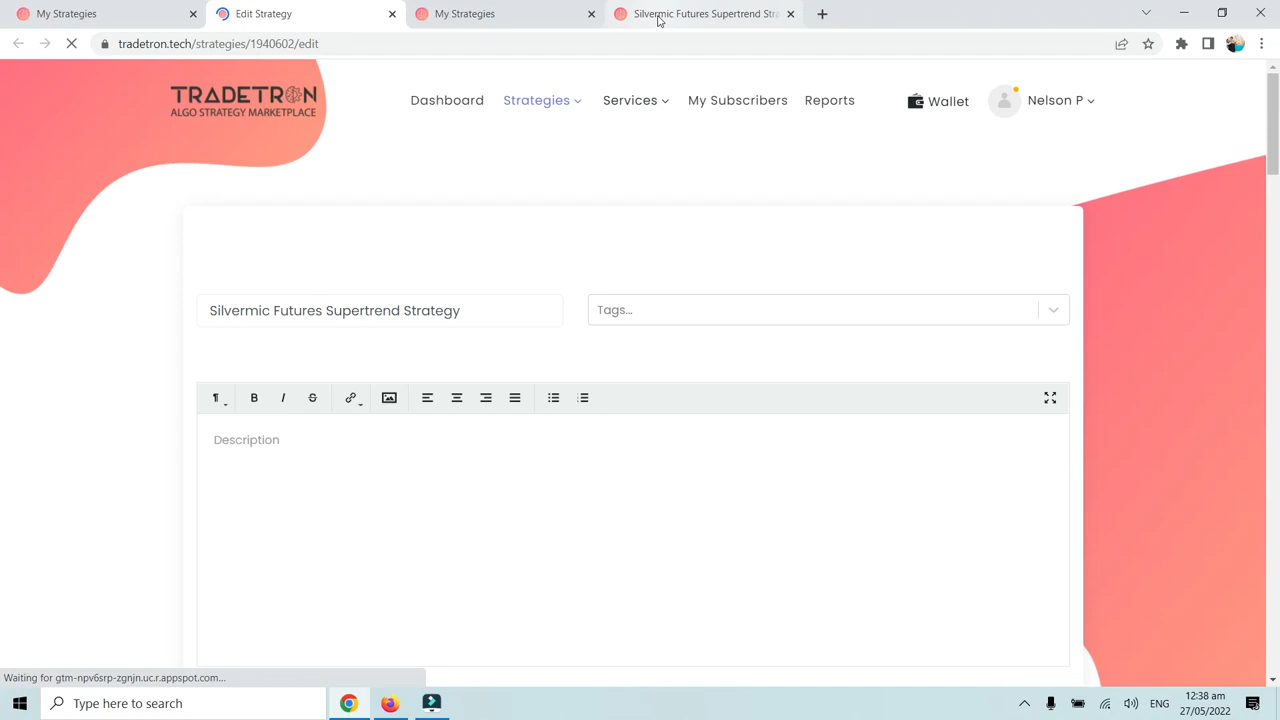 My Strategies
Edit Strategy
My Strategies
Silvermic Futures Supertrend Stra
tradetron.tech/strategies/1940602/edit
TRADETRON
ALGO STRATEGY MARKETPLACE
Dashboard
Strategies
Services
My Subscribers
Reports
Wallet
Nelson P
Silvermic Futures Supertrend Strategy
Tags...
Description
Waiting for gtm-npv6srp-zgnjn.uc.r.appspot.com...
Type here to search
ENG
12:38 am
27/05/2022